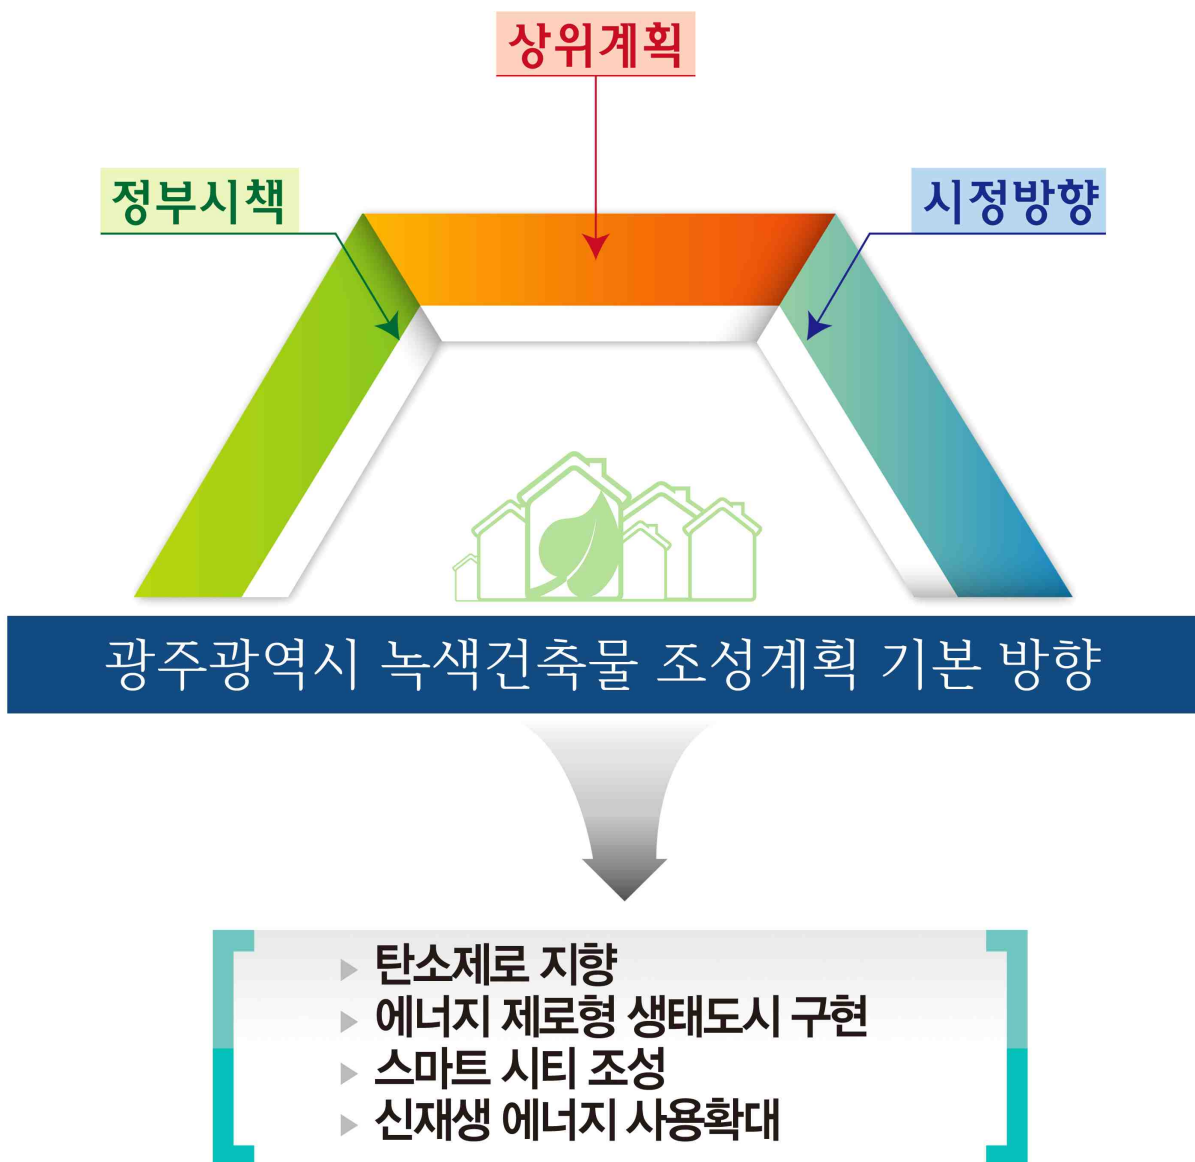 상위계획
정부시책
시정방향
광주광역시 녹색건축물 조성계획 기본 방향
탄소제로 지향
에너지 제로형 생태도시 구현
스마트 시티 조성
신재생 에너지 사용확대